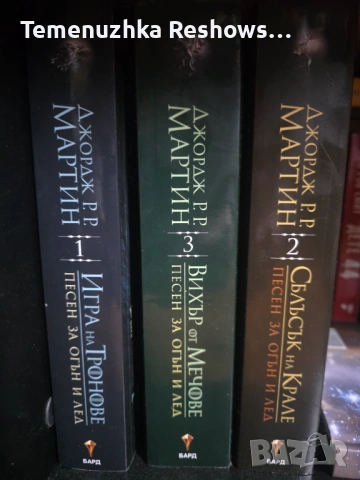 Temenuzhka Reshows...
ДЖОРДЖ Р. Р.
МАРТИН
1
ИГРА НА ТРОНОВЕ
ПЕСЕН ЗА ОГЪН И ЛЕД
БАРД
ДЖОРДЖ Р. Р.
МАРТИН
3
ВИХЪР ОТ МЕЧОВЕ
ПЕСЕН ЗА ОГЪН И ЛЕД
БАРД
ДЖОРДЖ Р. Р.
МАРТИН
2
СБЛЪСЪК НА КРАЛЕ
ПЕСЕН ЗА ОГЪН И ЛЕД
БАРД
bazar